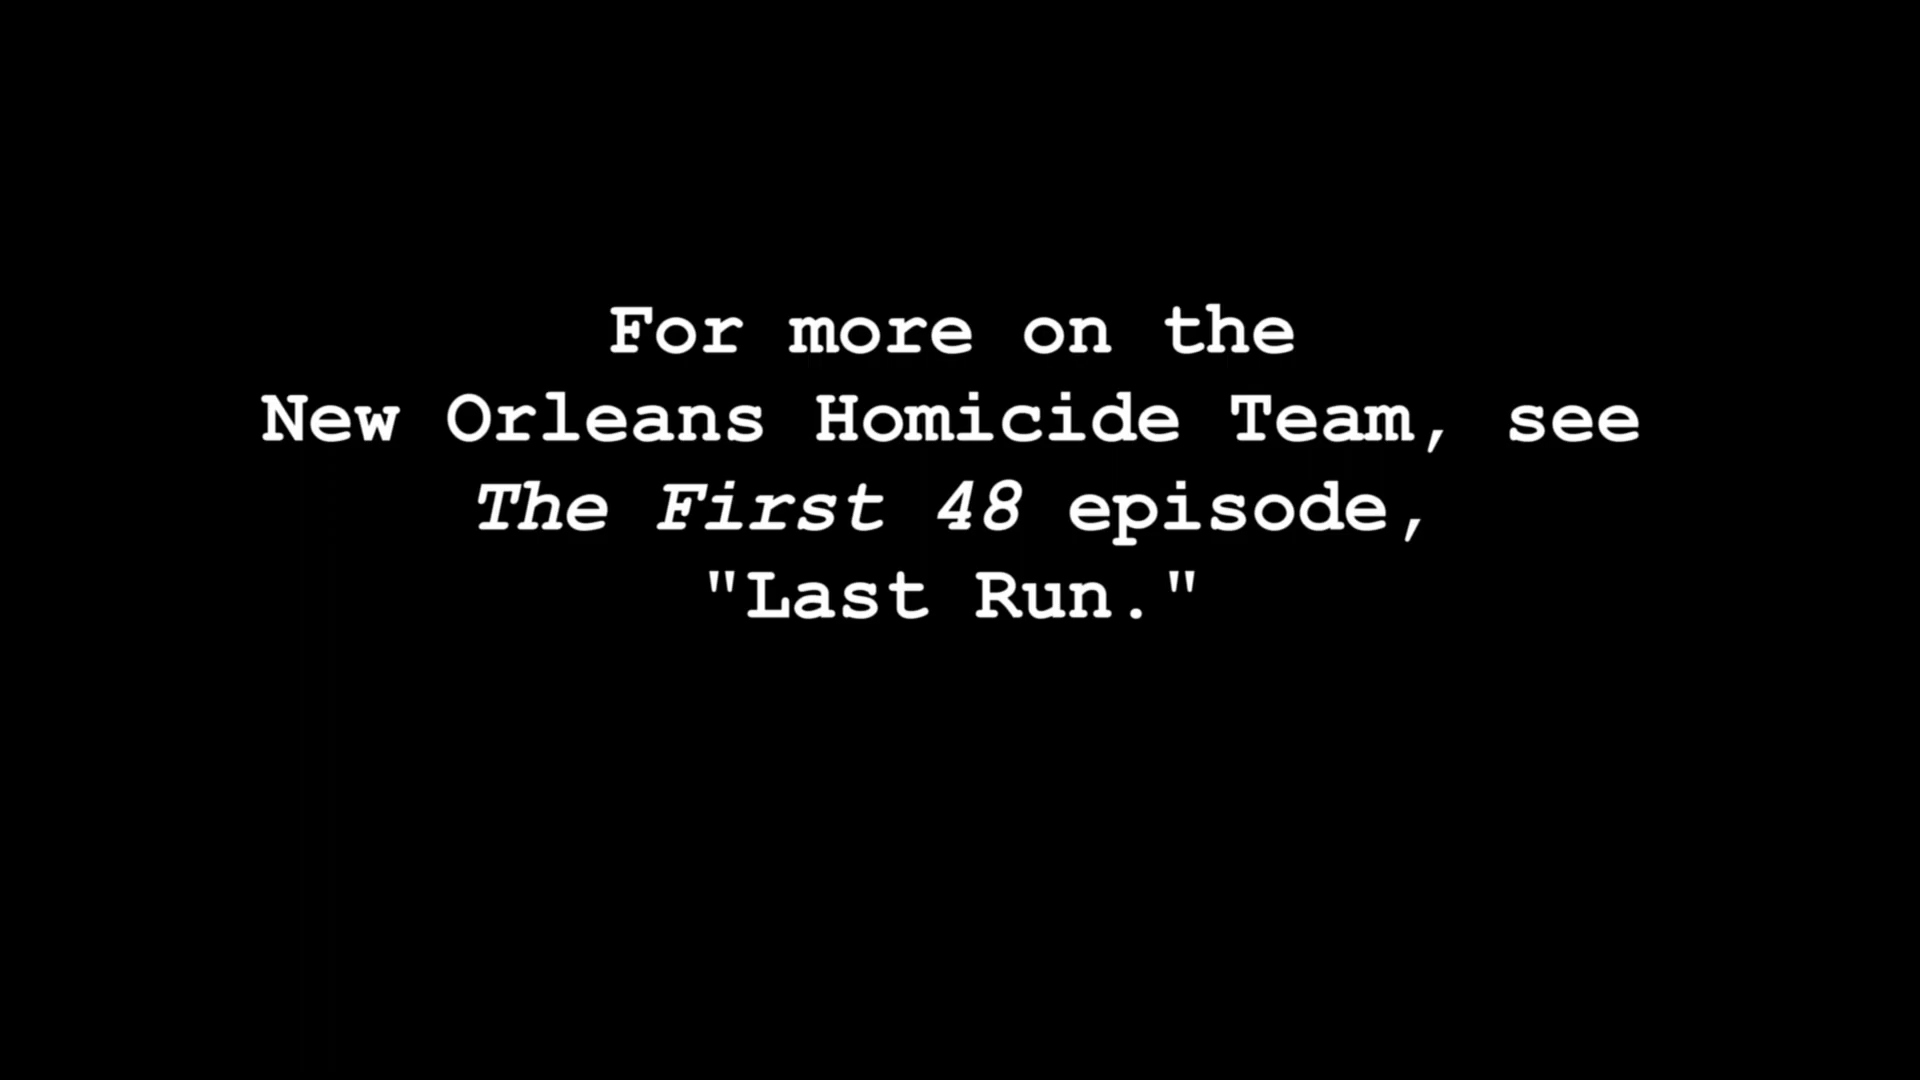 For more on the
New Orleans Homicide Team, see
The First 48 episode,
"Last Run."